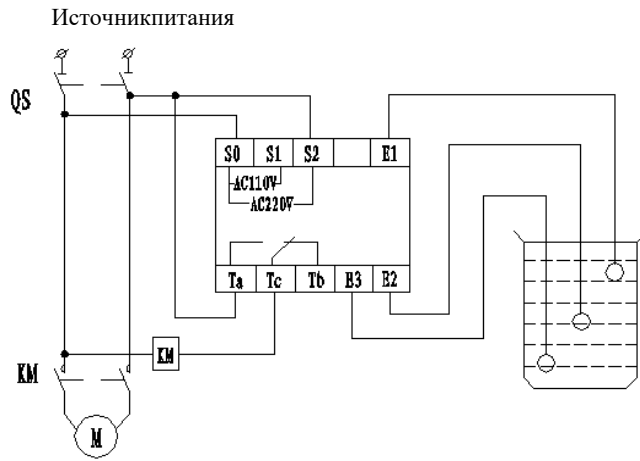 Источникпитания
QS
S0 S1 S2 E1
AC110V
AC220V
Ta Tc Tb E3 E2
KM
KM
M